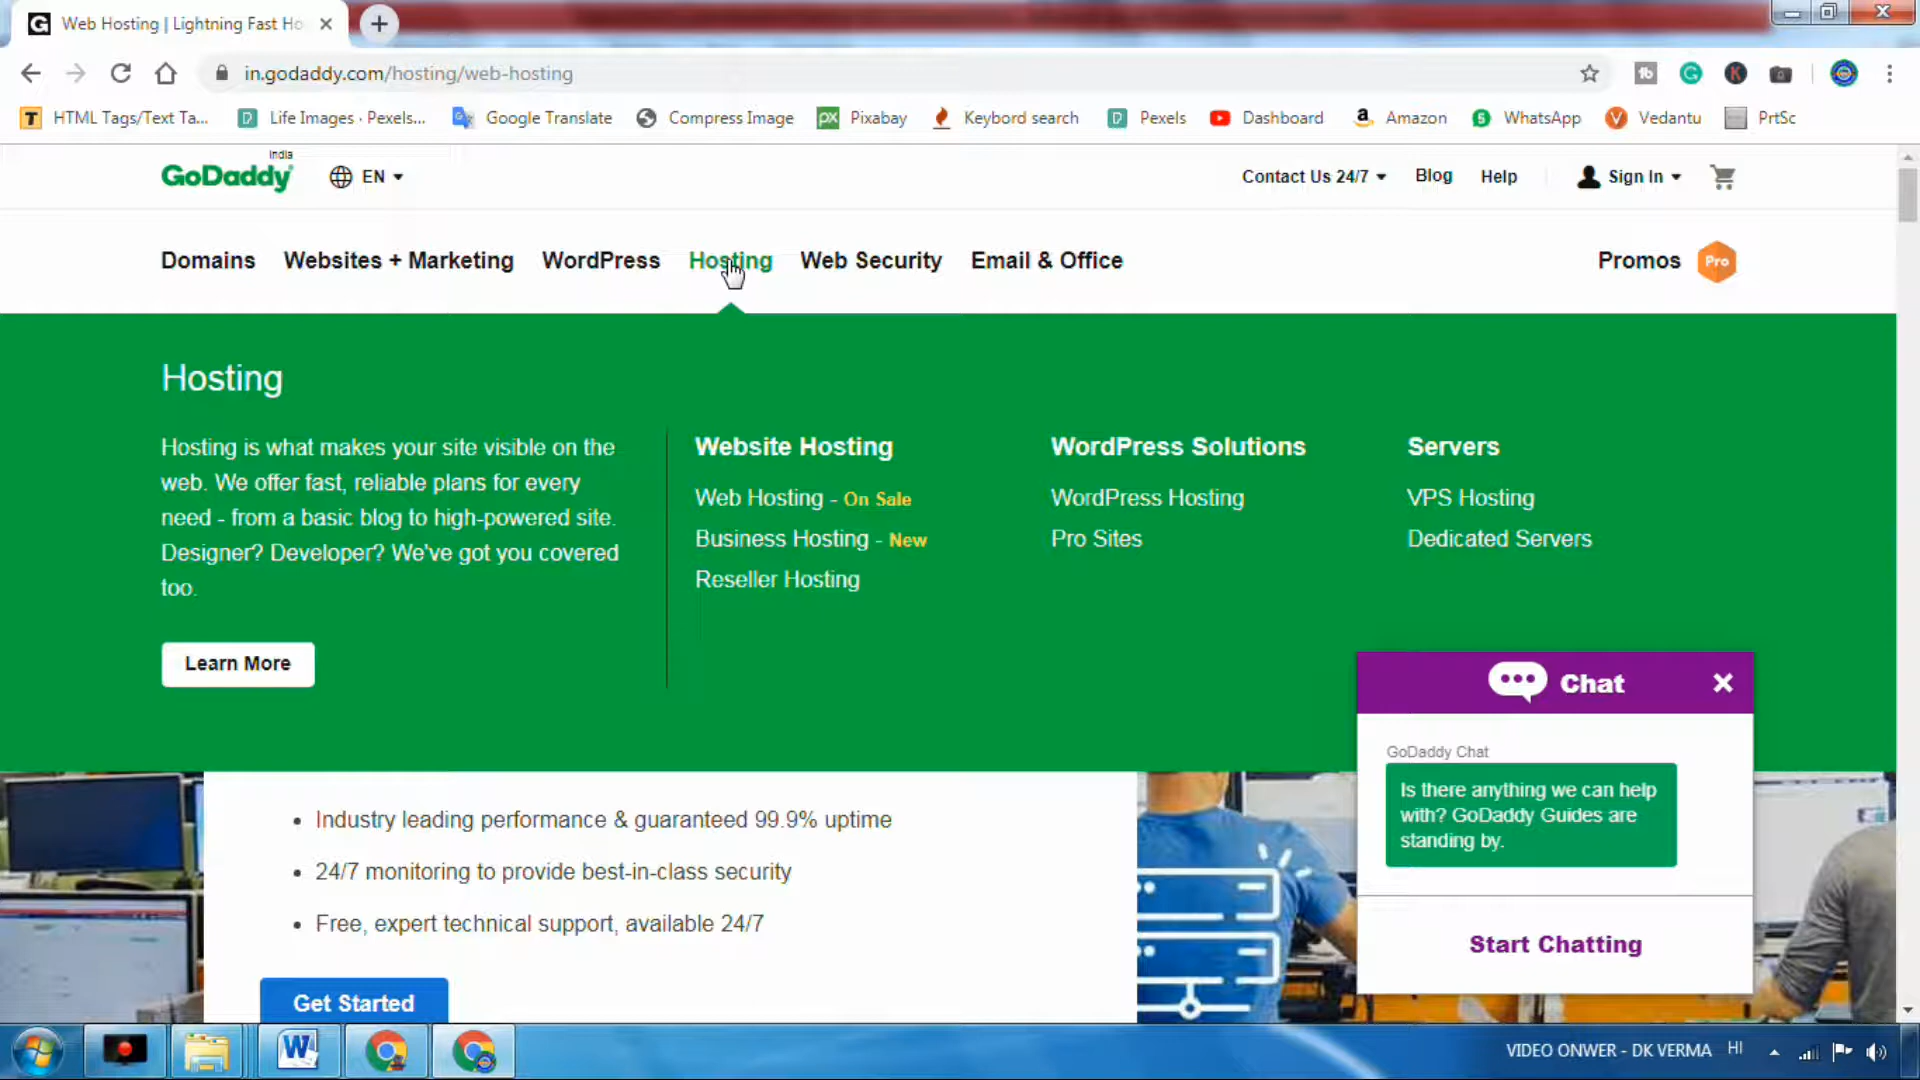 Web Hosting | Lightning Fast Ho
in.godaddy.com/hosting/web-hosting
HTML Tags/Text Ta... Life Images · Pexels... Google Translate Compress Image Pixabay Keybord search Pexels Dashboard Amazon WhatsApp Vedantu PrtSc
India
GoDaddy EN Contact Us 24/7 Blog Help Sign In
Domains Websites + Marketing WordPress Hosting Web Security Email & Office Promos Pro
Hosting
Hosting is what makes your site visible on the
web. We offer fast, reliable plans for every
need - from a basic blog to high-powered site.
Designer? Developer? We've got you covered
too.
Learn More
Website Hosting
Web Hosting - On Sale
Business Hosting - New
Reseller Hosting
WordPress Solutions
WordPress Hosting
Pro Sites
Servers
VPS Hosting
Dedicated Servers
• Industry leading performance & guaranteed 99.9% uptime
• 24/7 monitoring to provide best-in-class security
• Free, expert technical support, available 24/7
Get Started
Chat
GoDaddy Chat
Is there anything we can help
with? GoDaddy Guides are
standing by.
Start Chatting
VIDEO ONWER - DK VERMA HI